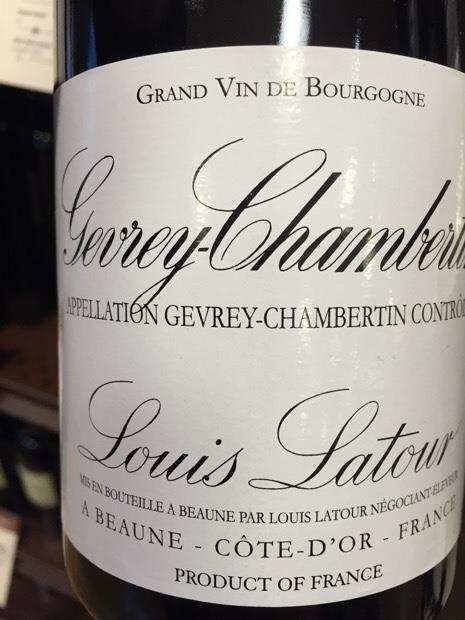 GRAND VIN DE BOURGOGNE
Gevrey-Chambertin
APPELLATION GEVREY-CHAMBERTIN CONTRÔL
Louis Latour
MIS EN BOUTEILLE A BEAUNE PAR LOUIS LATOUR NÉGOCIANT-ÉLEVEUR
A BEAUNE - CÔTE-D'OR - FRANCE
PRODUCT OF FRANCE